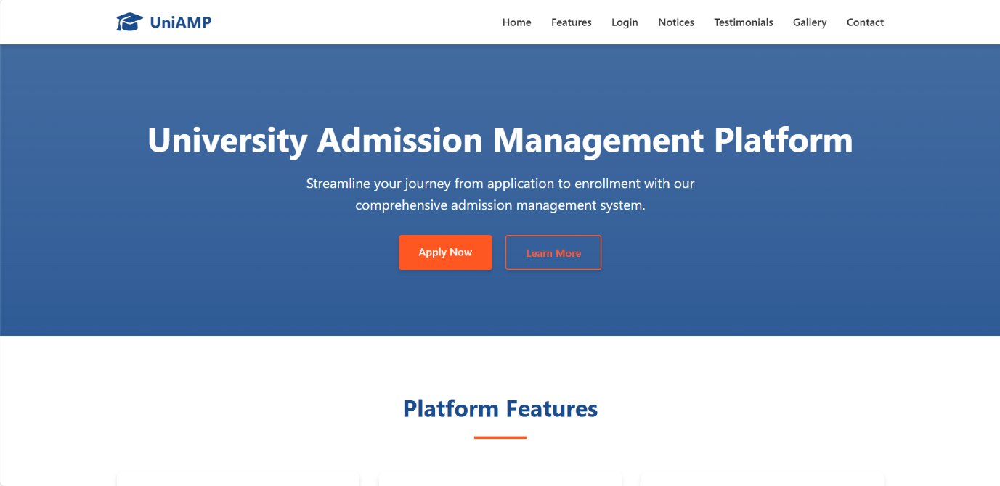 UniAMP
Home Features Login Notices Testimonials Gallery Contact
University Admission Management Platform
Streamline your journey from application to enrollment with our
comprehensive admission management system.
Apply Now Learn More
Platform Features